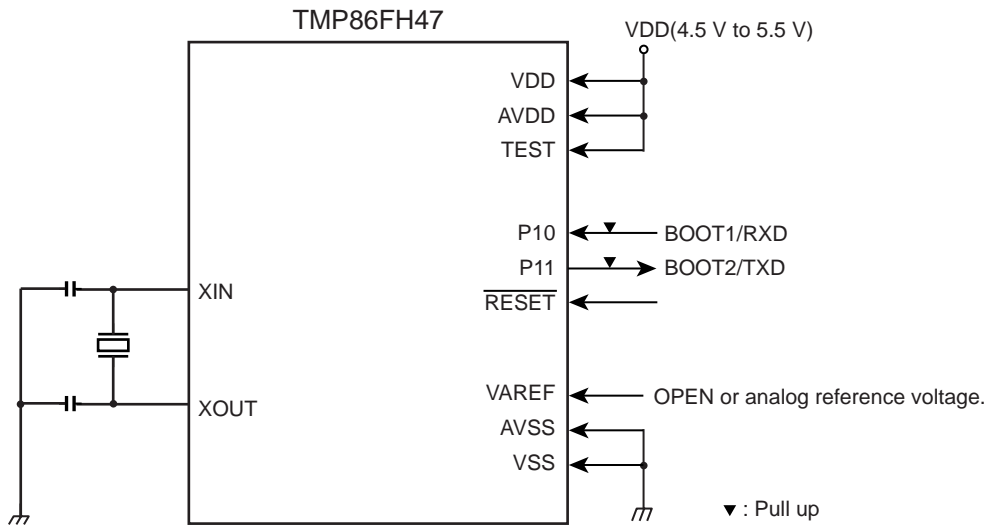 TMP86FH47
VDD(4.5 V to 5.5 V)
VDD
AVDD
TEST
P10
BOOT1/RXD
P11
BOOT2/TXD
RESET
XIN
XOUT
VAREF
OPEN or analog reference voltage.
AVSS
VSS
▼ : Pull up